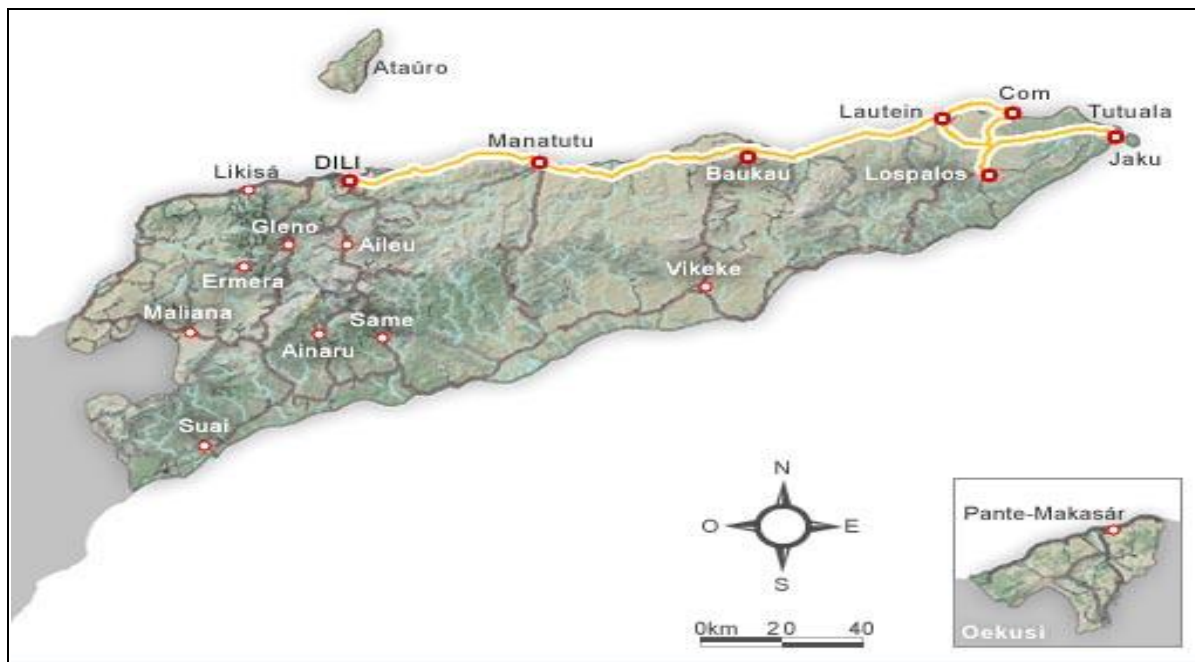 Ataúro
Com
Lautein
Tutuala
Manatutu
DILI
Likisá
Baukau
Lospalos
Jaku
Gleno
Aileu
Ermera
Vikeke
Maliana
Same
Ainaru
Suai
N
O E
S
Pante-Makasár
0km 20 40
Oekusi